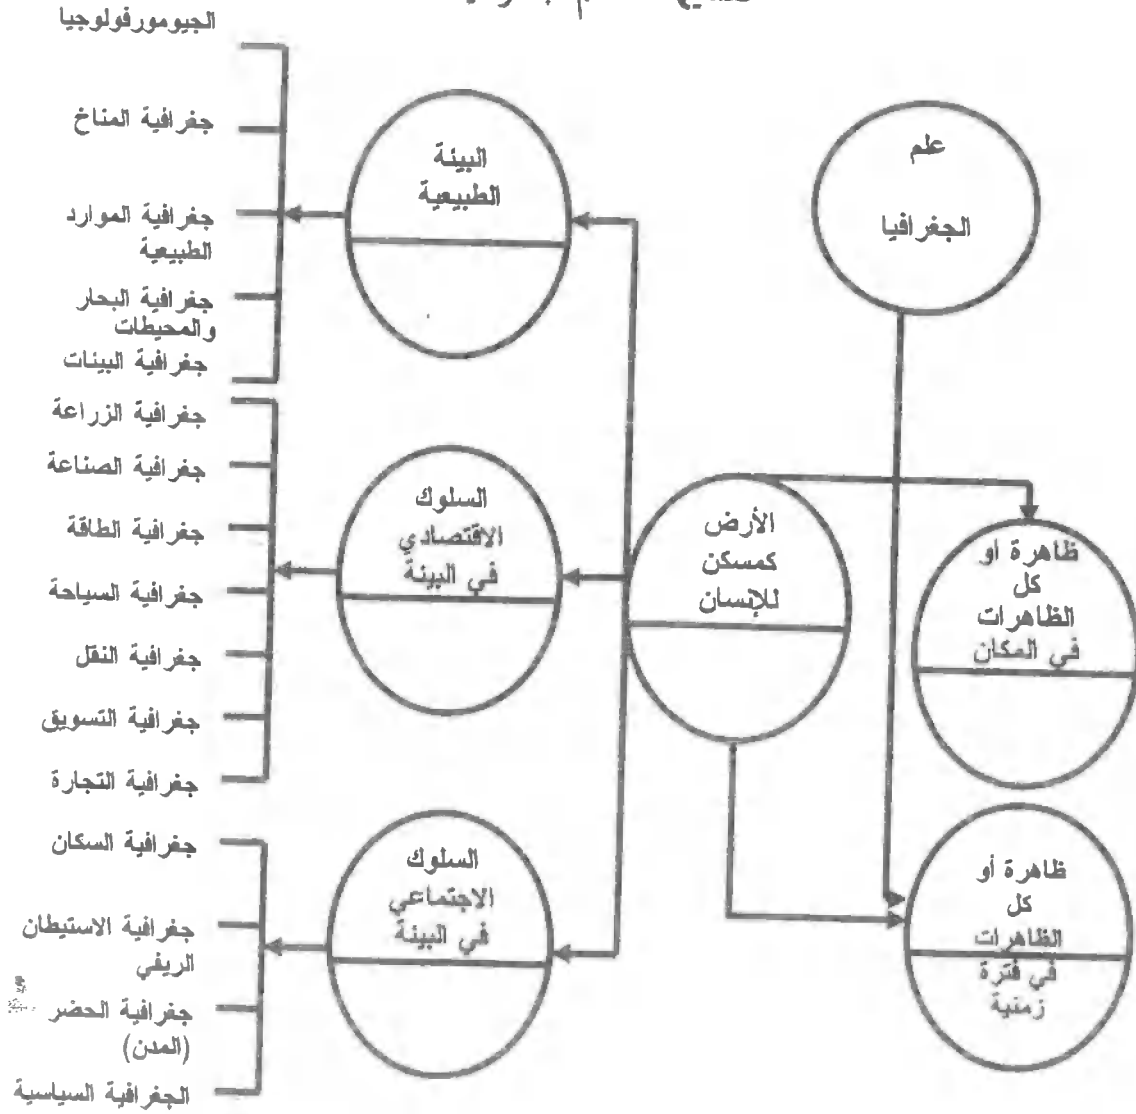 علم
الجغرافيا
الأرض
كمسكن
للإنسان
ظاهرة او
كل
الظاهرات
في المكان
ظاهرة أو
كل
الظاهرات
في فترة
زمنية
البيئة
الطبيعية
السلوك
الاقتصادي
في البيئة
السلوك
الاجتماعي
في البيئة
الجيومورفولوجيا
جغرافية المناخ
جغرافية الموارد
الطبيعية
جغرافية البحار
والمحيطات
جغرافية البيئات
جغرافية الزراعة
جغرافية الصناعة
جغرافية الطاقة
جغرافية السياحة
جغرافية النقل
جغرافية التسويق
جغرافية التجارة
جغرافية السكان
جغرافية الاستيطان
الريفي
جغرافية الحضر
(المدن)
الجغرافية السياسية